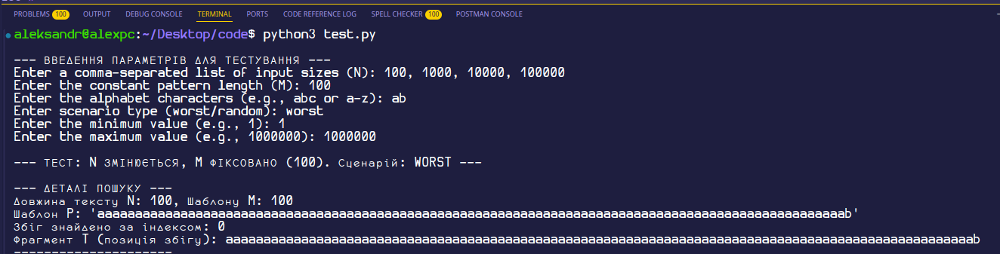 PROBLEMS 100 OUTPUT DEBUG CONSOLE TERMINAL PORTS CODE REFERENCE LOG SPELL CHECKER 100 POSTMAN CONSOLE
aleksandr@alexpc:~/Desktop/code$ python3 test.py
--- ВВЕДЕННЯ ПАРАМЕТРІВ ДЛЯ ТЕСТУВАННЯ ---
Enter a comma-separated list of input sizes (N): 100, 1000, 10000, 100000
Enter the constant pattern length (M): 100
Enter the alphabet characters (e.g., abc or a-z): ab
Enter scenario type (worst/random): worst
Enter the minimum value (e.g., 1): 1
Enter the maximum value (e.g., 1000000): 1000000
--- ТЕСТ: N ЗМІНЮЄТЬСЯ, M ФІКСОВАНО (100). Сценарій: WORST ---
--- ДЕТАЛІ ПОШУКУ ---
Довжина тексту N: 100, Шаблону M: 100
Шаблон P: 'aaaaaaaaaaaaaaaaaaaaaaaaaaaaaaaaaaaaaaaaaaaaaaaaaaaaaaaaaaaaaaaaaaaaaaaaaaaaaaaaaaaaaaaaaaaaaaaaaaab'
Збіг знайдено за індексом: 0
Фрагмент T (позиція збігу): aaaaaaaaaaaaaaaaaaaaaaaaaaaaaaaaaaaaaaaaaaaaaaaaaaaaaaaaaaaaaaaaaaaaaaaaaaaaaaaaaaaaaaaaaaaaaaaaaaab
---------------------